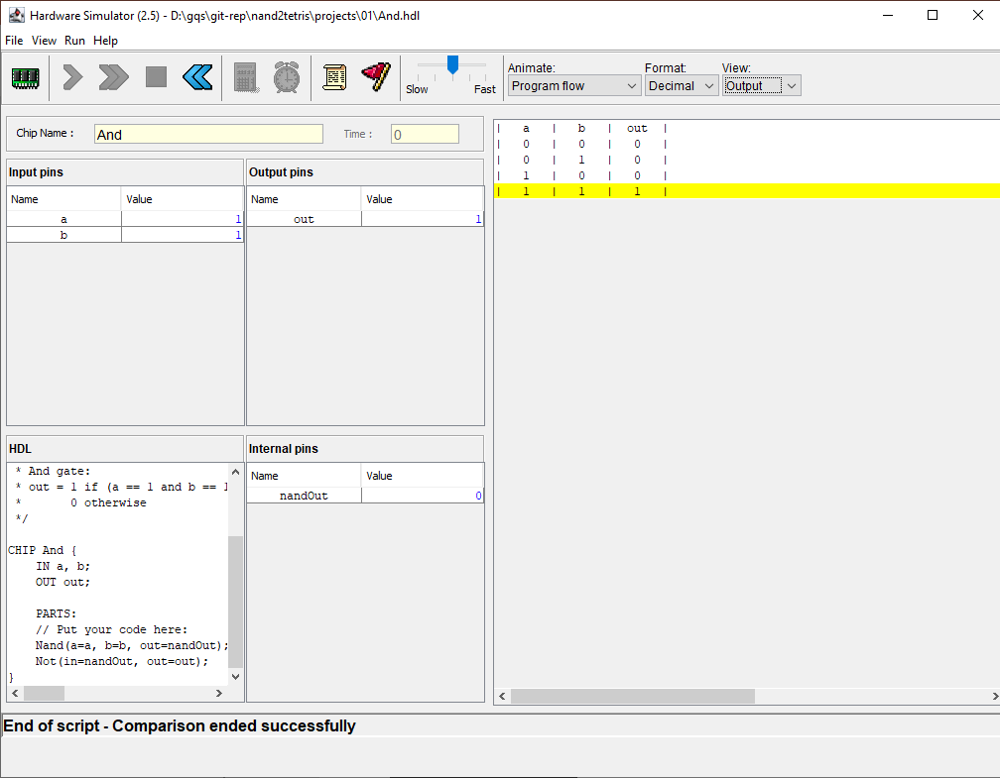 Hardware Simulator (2.5) - D:\gqs\git-rep\nand2tetris\projects\01\And.hdl
File View Run Help
Slow Fast
Animate: Format: View:
Program flow Decimal Output
Chip Name : And Time : 0
Input pins
Name Value
a 1
b 1
Output pins
Name Value
out 1
HDL
* And gate:
* out = 1 if (a == 1 and b == 1
* 0 otherwise
*/
CHIP And {
IN a, b;
OUT out;
PARTS:
// Put your code here:
Nand(a=a, b=b, out=nandOut);
Not(in=nandOut, out=out);
}
Internal pins
Name Value
nandOut 0
| a | b | out |
| 0 | 0 | 0 |
| 0 | 1 | 0 |
| 1 | 0 | 0 |
| 1 | 1 | 1 |
End of script - Comparison ended successfully